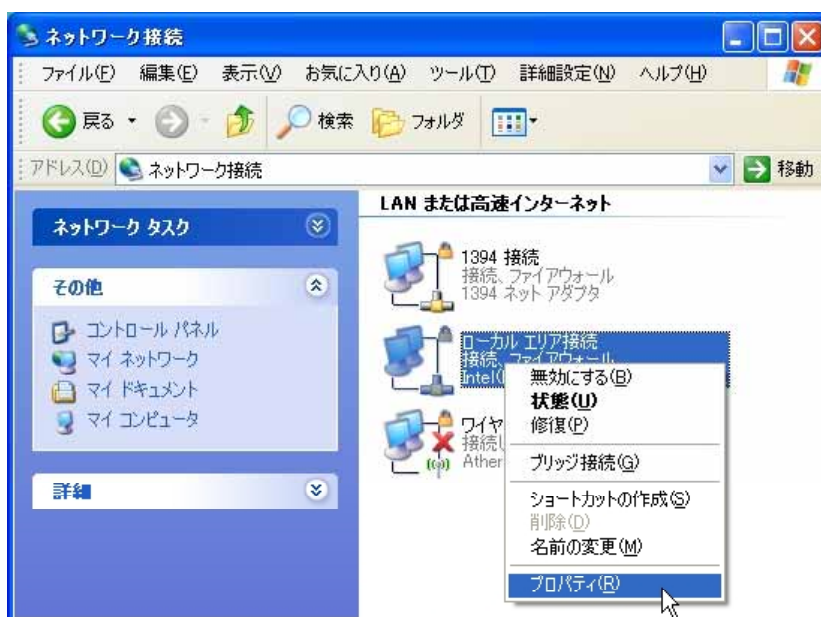 ネットワーク接続
ファイル(F) 編集(E) 表示(V) お気に入り(A) ツール(T) 詳細設定(N) ヘルプ(H)
戻る 検索 フォルダ
アドレス(D) ネットワーク接続 移動
ネットワーク タスク
その他
コントロール パネル
マイ ネットワーク
マイ ドキュメント
マイ コンピュータ
詳細
LAN または高速インターネット
1394 接続
接続、ファイアウォール
1394 ネット アダプタ
ローカル エリア接続
接続、ファイアウォール
Intel(
ワイヤ
接続
Ather
無効にする(B)
状態(U)
修復(P)
ブリッジ接続(G)
ショートカットの作成(S)
削除(D)
名前の変更(M)
プロパティ(R)